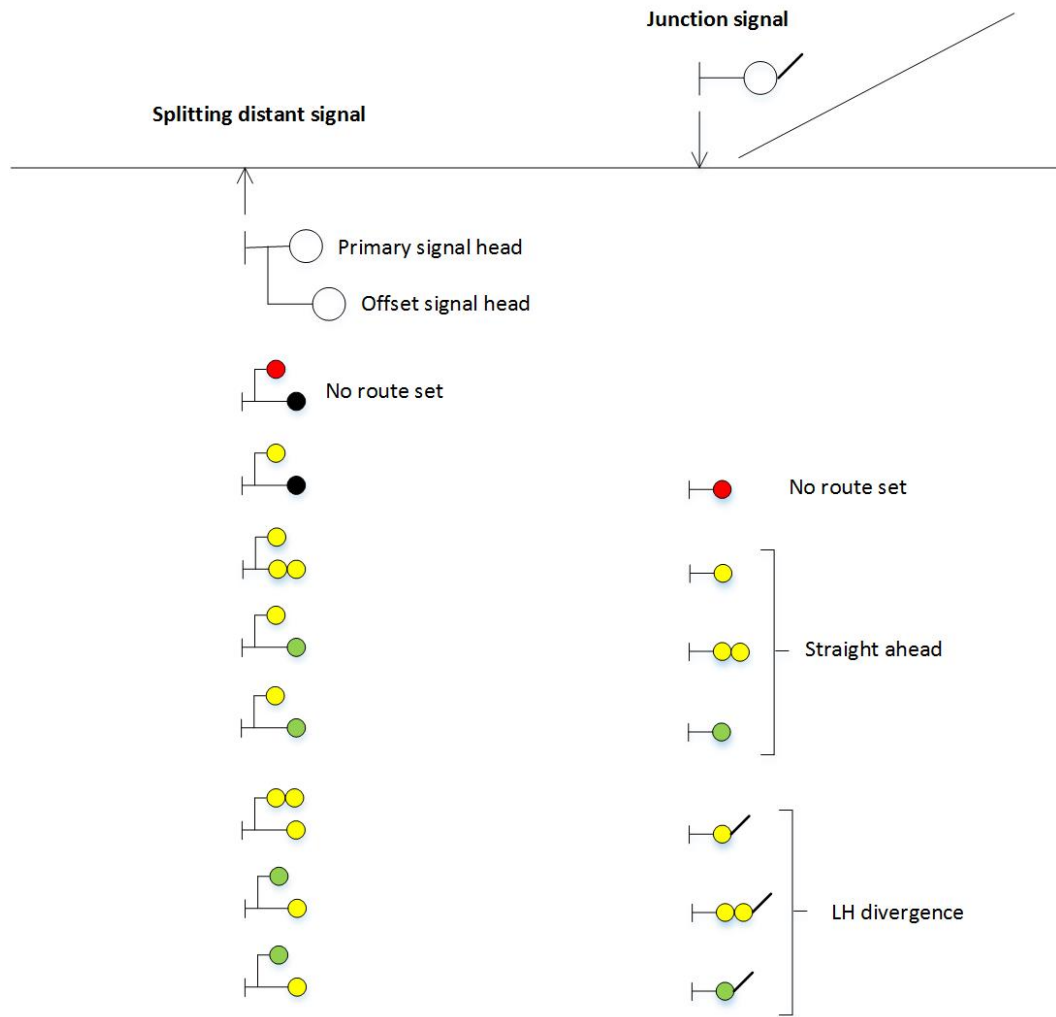 Junction signal
Splitting distant signal
Primary signal head
Offset signal head
No route set
No route set
Straight ahead
LH divergence